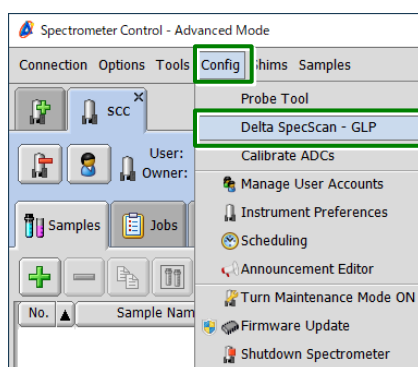 Spectrometer Control - Advanced Mode
Connection Options Tools Config Shims Samples
Probe Tool
scc X
Delta SpecScan - GLP
Calibrate ADCs
User:
Owner:
Manage User Accounts
Instrument Preferences
Samples Jobs
Scheduling
Announcement Editor
Turn Maintenance Mode ON
No. Sample Nam
Firmware Update
Shutdown Spectrometer